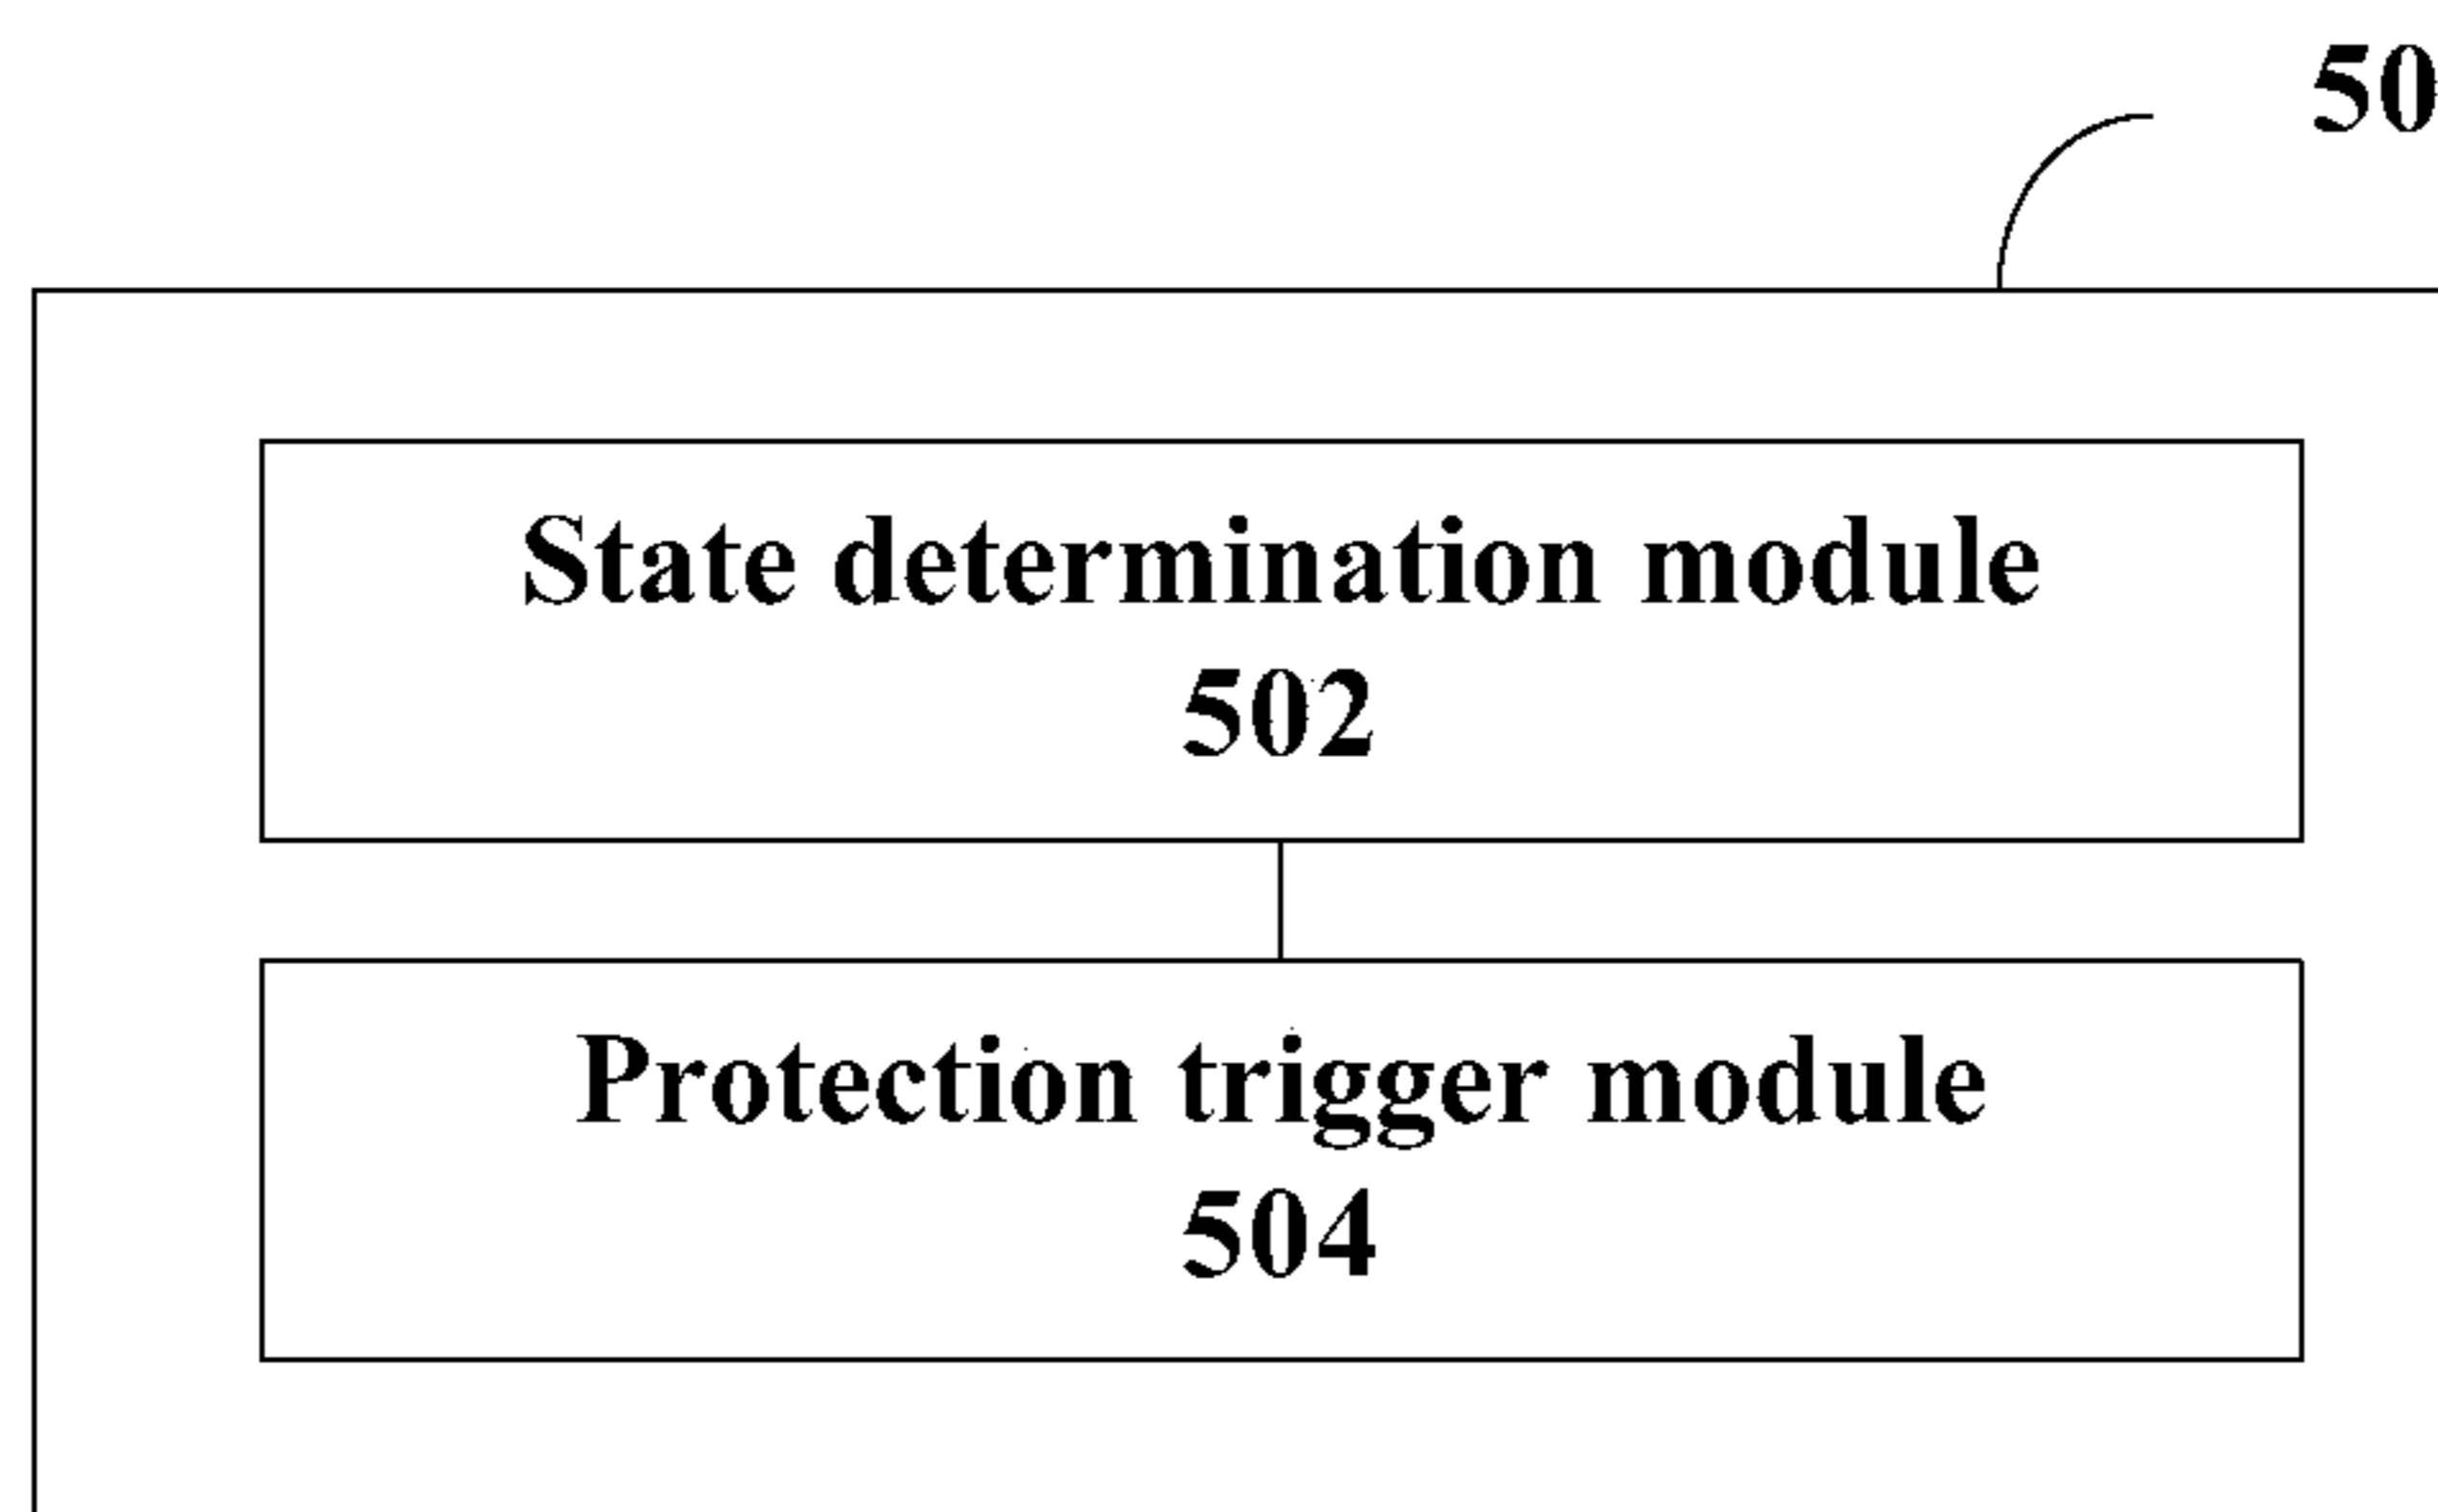 50
State determination module
502
Protection trigger module
504